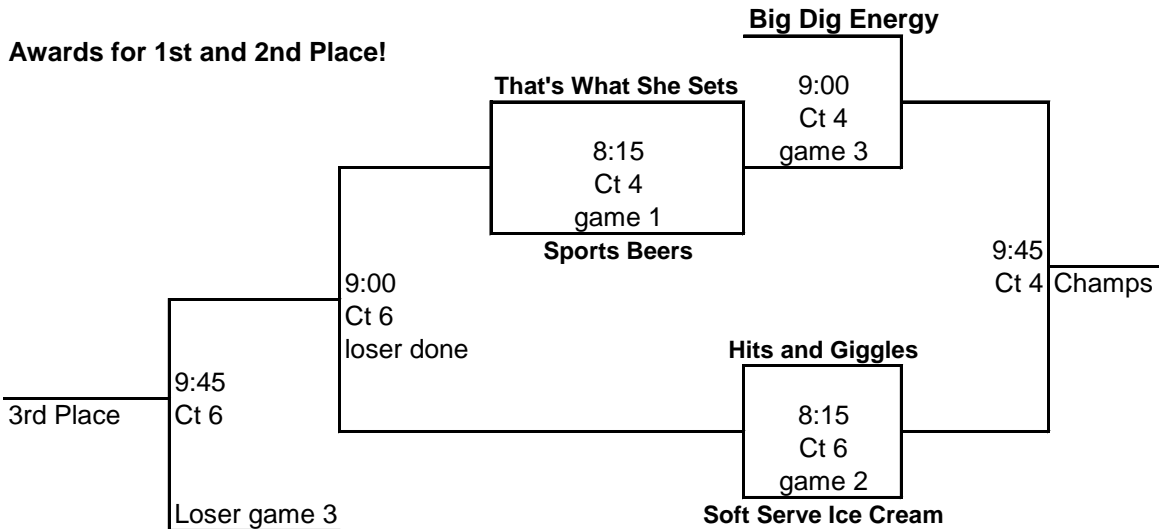 Big Dig Energy
Awards for 1st and 2nd Place!
That's What She Sets
9:00
Ct 4
game 3
8:15
Ct 4
game 1
Sports Beers
9:45
Ct 4
Champs
9:00
Ct 6
loser done
Hits and Giggles
9:45
Ct 6
3rd Place
8:15
Ct 6
game 2
Loser game 3
Soft Serve Ice Cream